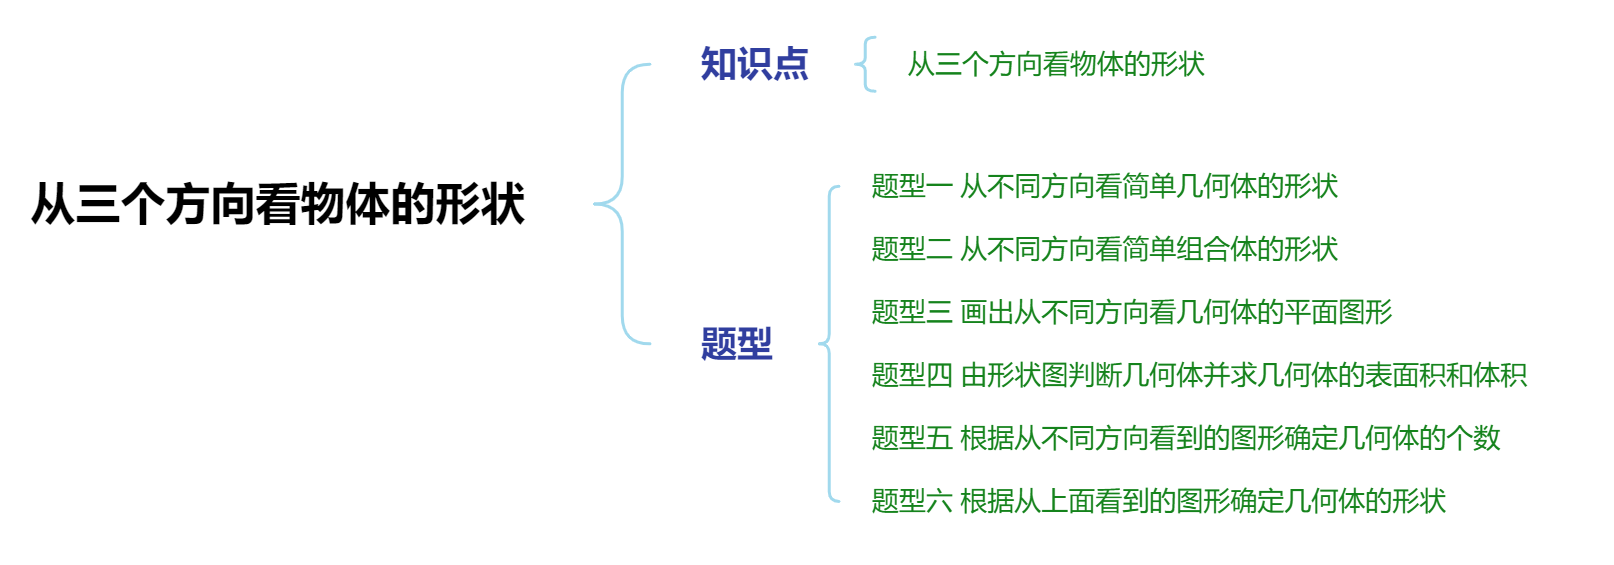 从三个方向看物体的形状
知识点
从三个方向看物体的形状
题型
题型一 从不同方向看简单几何体的形状
题型二 从不同方向看简单组合体的形状
题型三 画出从不同方向看几何体的平面图形
题型四 由形状图判断几何体并求几何体的表面积和体积
题型五 根据从不同方向看到的图形确定几何体的个数
题型六 根据从上面看到的图形确定几何体的形状